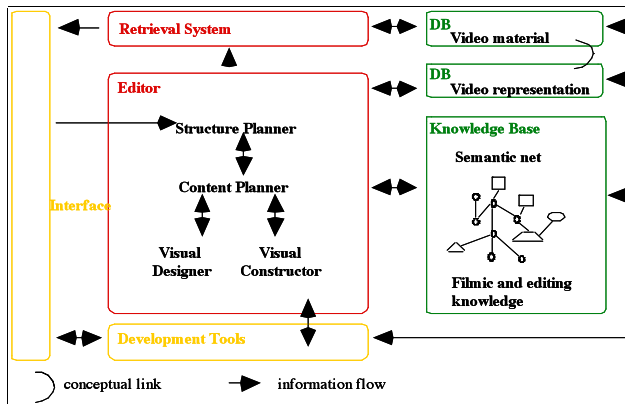 Retrieval System
DB
Video material
DB
Video representation
Editor
Structure Planner
Content Planner
Visual
Designer
Visual
Constructor
Interface
Knowledge Base
Semantic net
Filmic and editing
knowledge
Development Tools
conceptual link
information flow